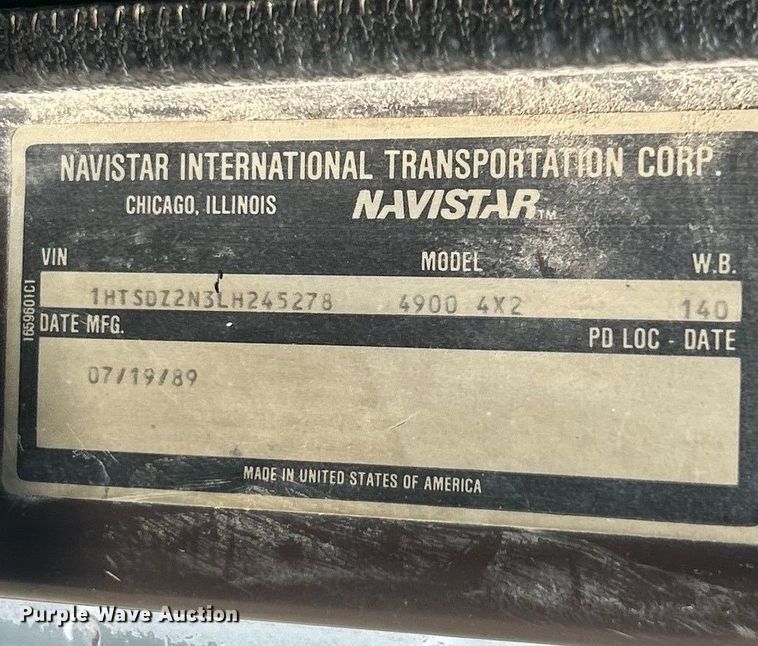 NAVISTAR INTERNATIONAL TRANSPORTATION CORP.
CHICAGO, ILLINOIS NAVISTAR™
VIN MODEL W.B.
1HTSDZ2N3LH245278 4900 4X2 140
1659601C1
DATE MFG. PD LOC - DATE
07/19/89
MADE IN UNITED STATES OF AMERICA
Purple Wave Auction